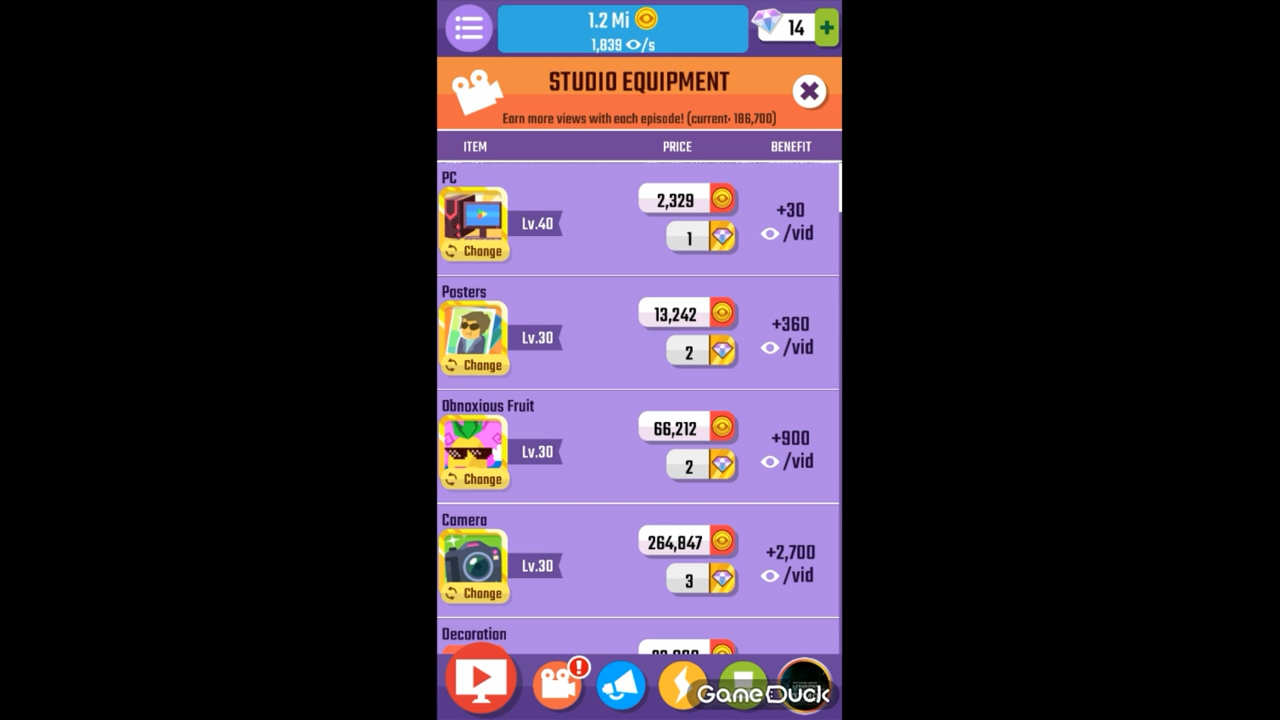 1.2 Mi
1,839 /s
14 +
STUDIO EQUIPMENT
Earn more views with each episode! (current: 186,700)
ITEM PRICE BENEFIT
PC
Lv.40
Change
2,329
1
+30
/vid
Posters
Lv.30
Change
13,242
2
+360
/vid
Obnoxious Fruit
Lv.30
Change
66,212
2
+900
/vid
Camera
Lv.30
Change
264,847
3
+2,700
/vid
Decoration
!
GameDuck